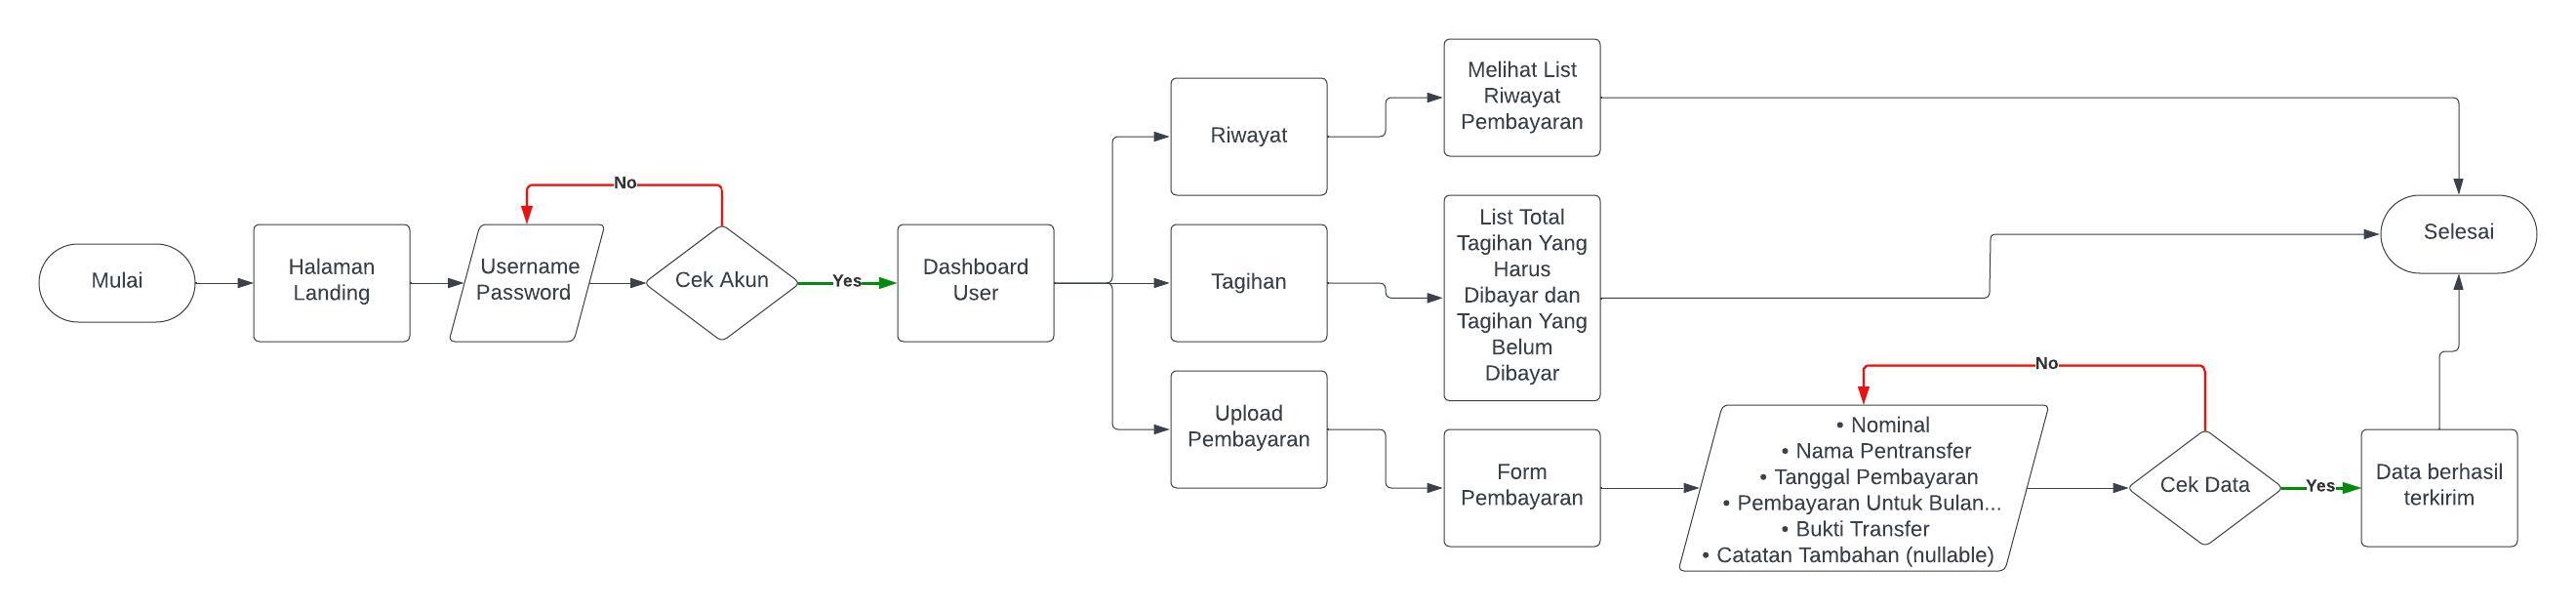 Mulai
Halaman
Landing
Username
Password
No
Cek Akun
Yes
Dashboard
User
Riwayat
Melihat List
Riwayat
Pembayaran
Tagihan
List Total
Tagihan Yang
Harus
Dibayar dan
Tagihan Yang
Belum
Dibayar
Upload
Pembayaran
Form
Pembayaran
• Nominal
• Nama Pentransfer
• Tanggal Pembayaran
• Pembayaran Untuk Bulan...
• Bukti Transfer
• Catatan Tambahan (nullable)
No
Cek Data
Yes
Data berhasil
terkirim
Selesai